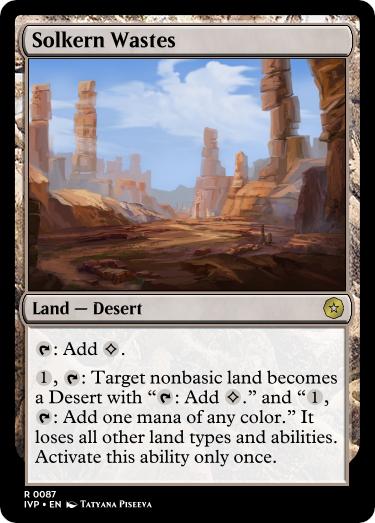 Solkern Wastes
Land — Desert
: Add .
1, : Target nonbasic land becomes
a Desert with “: Add .” and “1,
: Add one mana of any color.” It
loses all other land types and abilities.
Activate this ability only once.
R 0087
IVP • EN Tatyana Piseeva